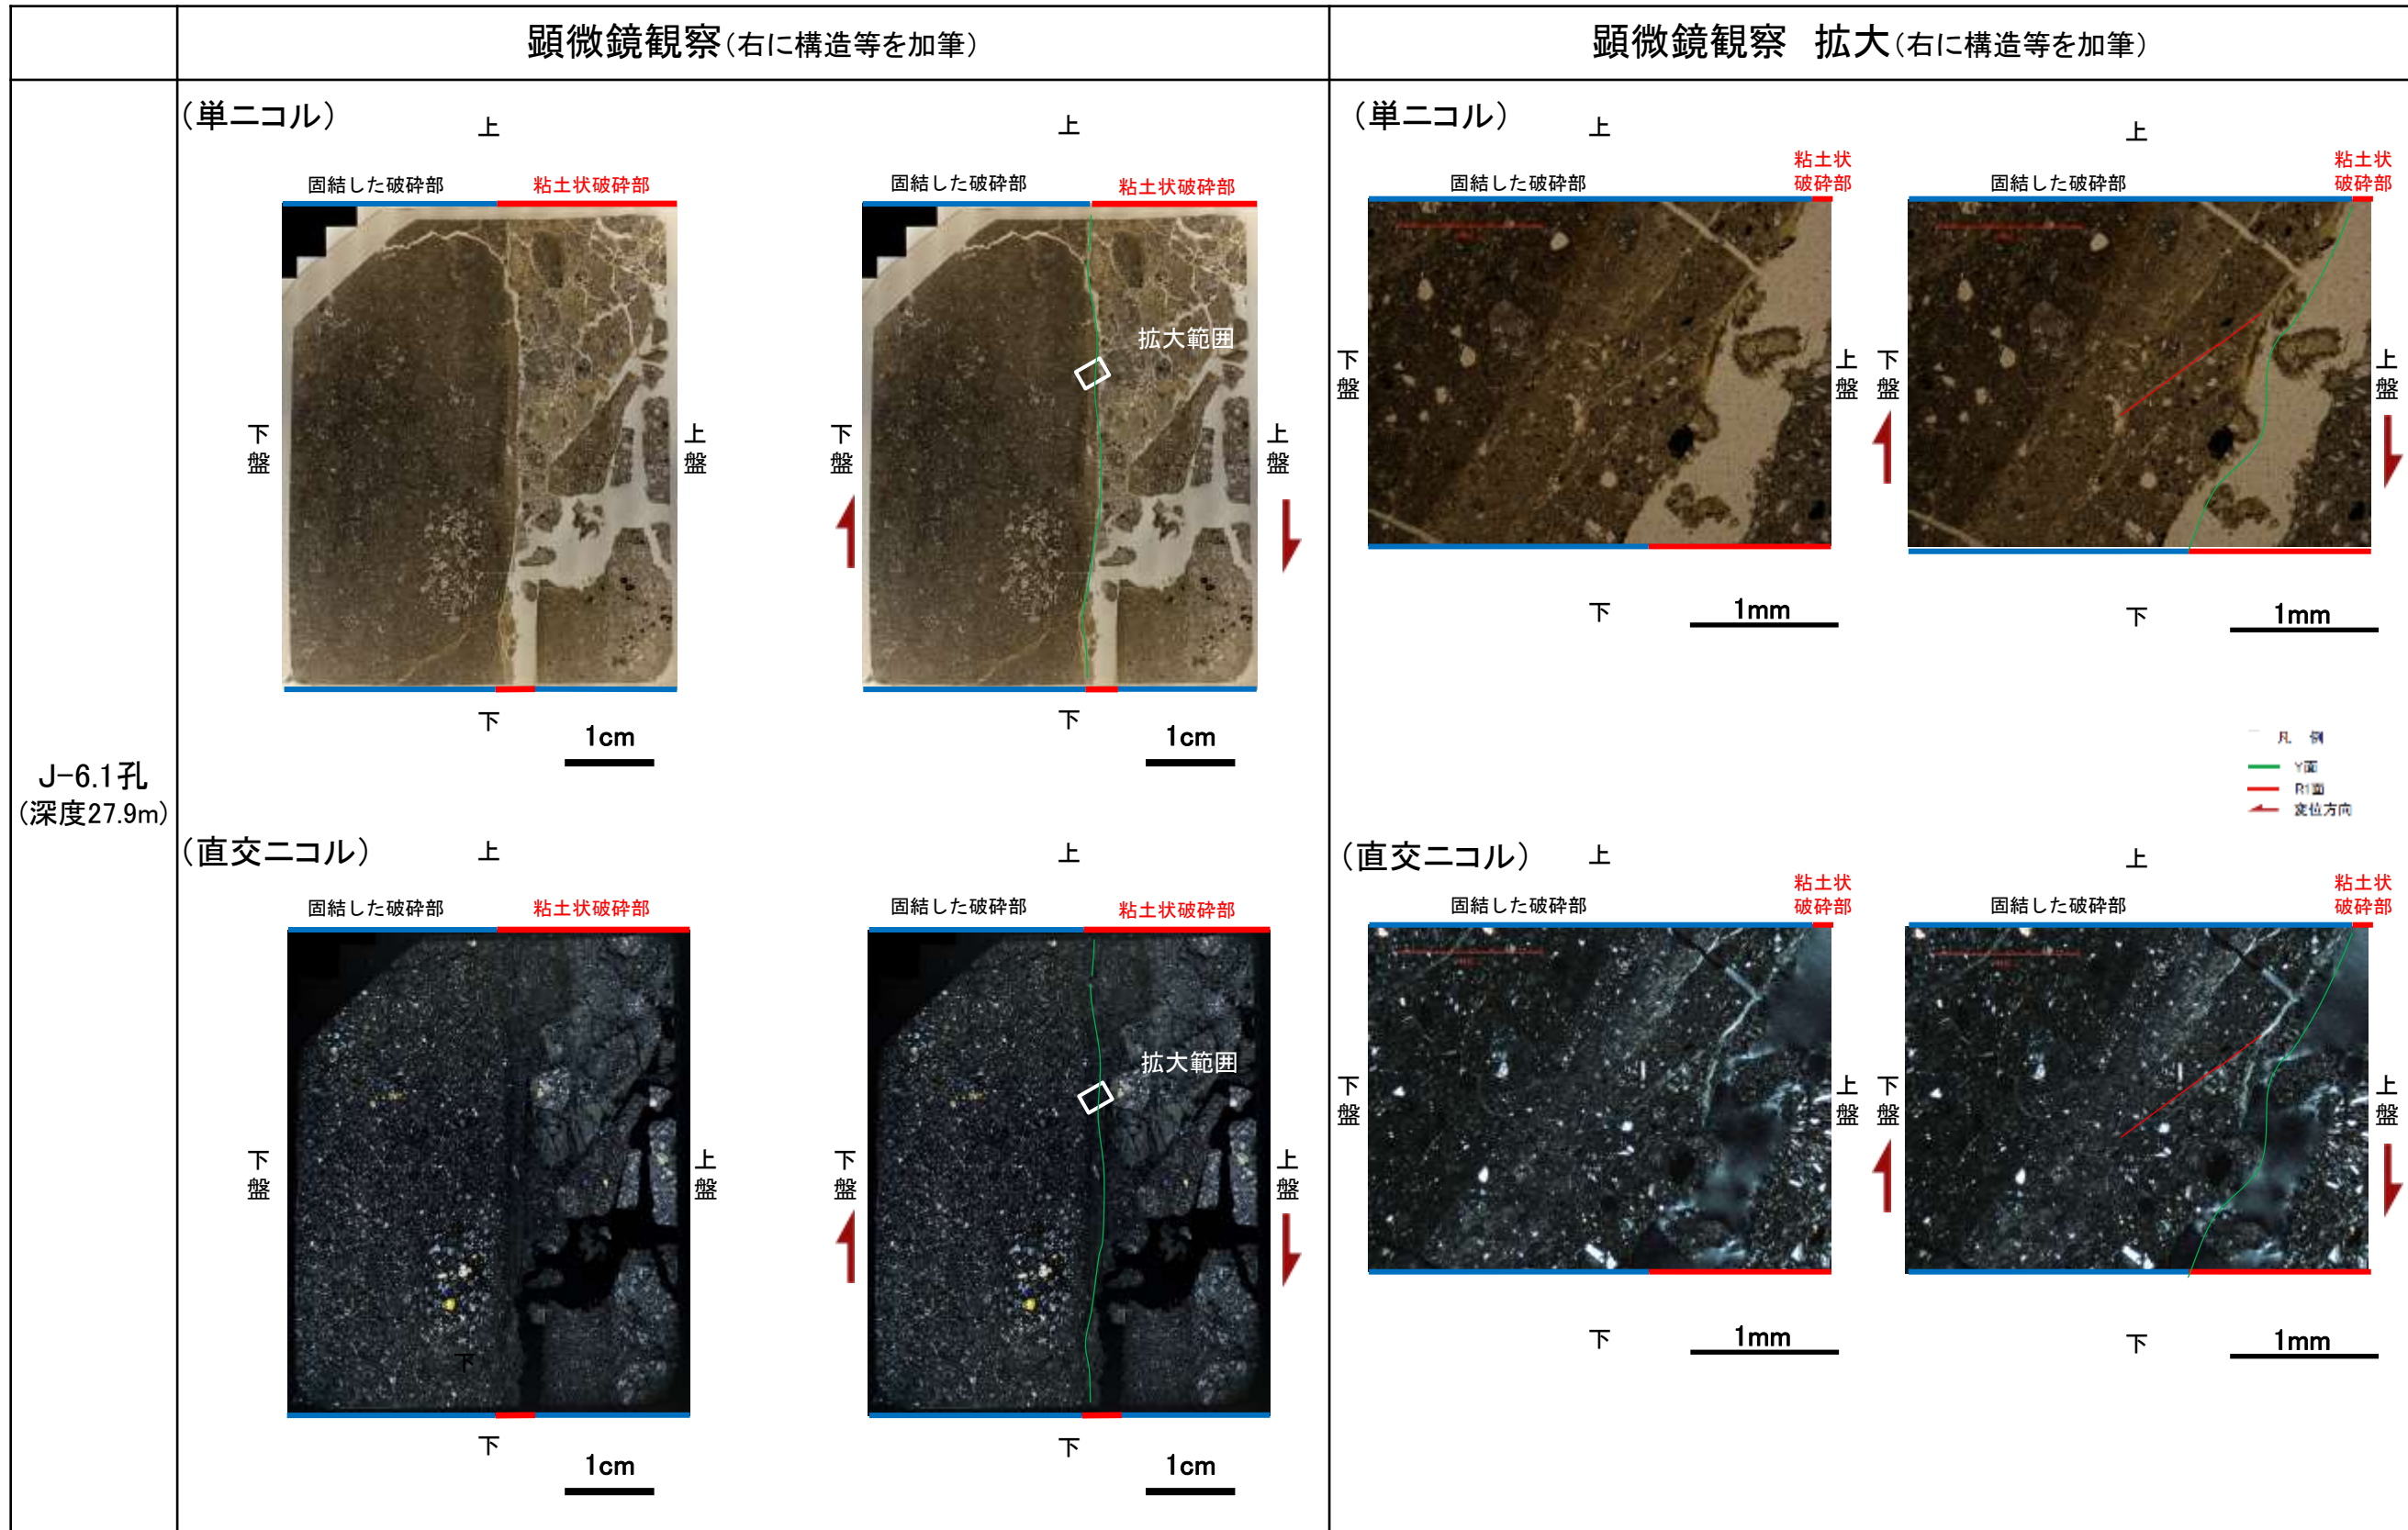 顕微鏡観察(右に構造等を加筆)
顕微鏡観察 拡大(右に構造等を加筆)
J-6.1孔
(深度27.9m)
(単ニコル)
上
固結した破砕部
粘土状破砕部
下盤
上盤
下
1cm
上
固結した破砕部
粘土状破砕部
拡大範囲
下盤
上盤
下
1cm
(単ニコル)
上
固結した破砕部
粘土状
破砕部
下盤
上盤
下
1mm
上
固結した破砕部
粘土状
破砕部
下盤
上盤
下
1mm
凡 例
Y面
R1面
変位方向
(直交ニコル)
上
固結した破砕部
粘土状破砕部
下盤
上盤
下
下
1cm
上
固結した破砕部
粘土状破砕部
拡大範囲
下盤
上盤
下
1cm
(直交ニコル)
上
固結した破砕部
粘土状
破砕部
下盤
上盤
下
1mm
上
固結した破砕部
粘土状
破砕部
下盤
上盤
下
1mm